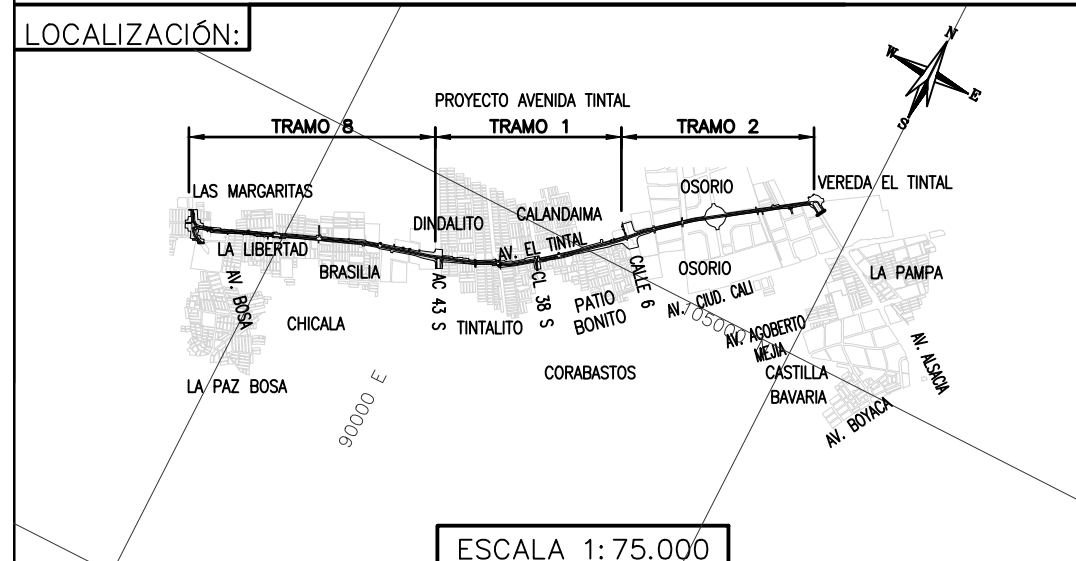 LOCALIZACIÓN:
N
W
E
S
PROYECTO AVENIDA TINTAL
TRAMO 8
TRAMO 1
TRAMO 2
LAS MARGARITAS
DINDALITO
CALANDAIMA
OSORIO
VEREDA EL TINTAL
LA LIBERTAD
AV. EL TINTAL
BRASILIA
AV. BOSA
AC 43 S
CL 38 S
CALLE 6
OSORIO
LA PAMPA
CHICALA
TINTALITO
PATIO
BONITO
AV. CIUD. CALI
105000
AV. AGOBERTO
MEJIA
AV. ALSACIA
LA PAZ BOSA
CORABASTOS
CASTILLA
BAVARIA
90000 E
AV. BOYACA
ESCALA 1:75.000